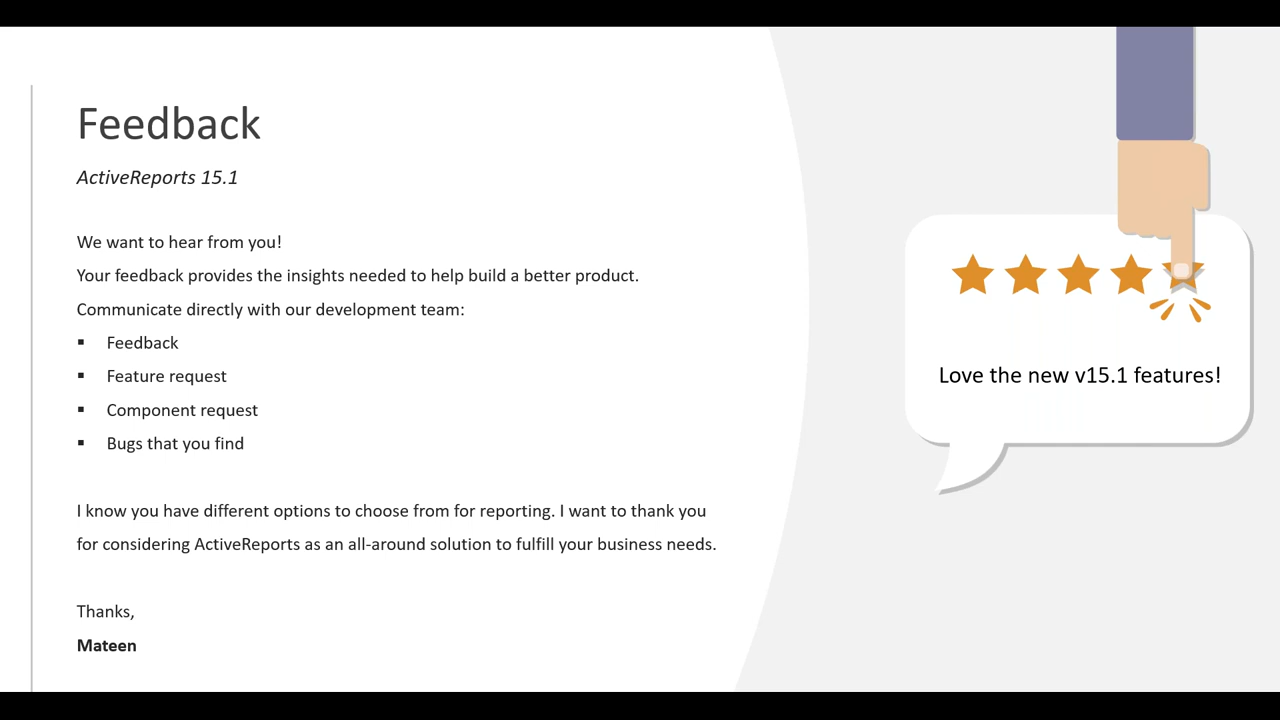 Feedback
ActiveReports 15.1
We want to hear from you!
Your feedback provides the insights needed to help build a better product.
Communicate directly with our development team:
▪ Feedback
▪ Feature request
▪ Component request
▪ Bugs that you find
I know you have different options to choose from for reporting. I want to thank you
for considering ActiveReports as an all-around solution to fulfill your business needs.
Thanks,
Mateen
Love the new v15.1 features!